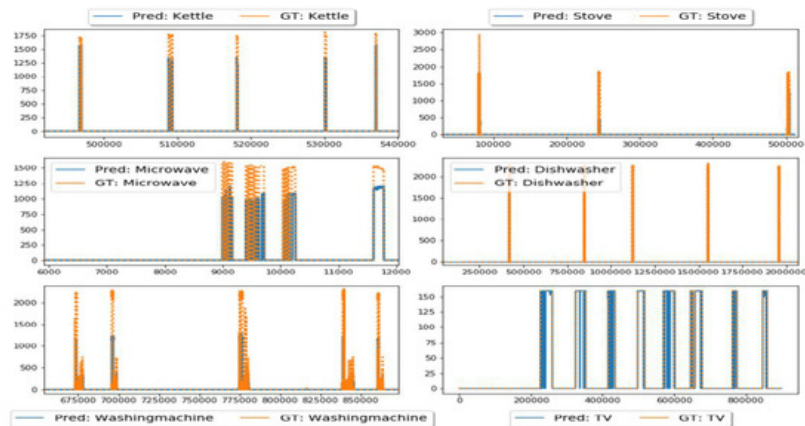 Pred: Kettle GT: Kettle
1750
1500
1250
1000
750
500
250
0
500000 510000 520000 530000 540000
Pred: Stove GT: Stove
3000
2500
2000
1500
1000
500
0
100000 200000 300000 400000 500000
Pred: Microwave
GT: Microwave
1500
1250
1000
750
500
250
0
6000 7000 8000 9000 10000 11000 12000
Pred: Dishwasher
GT: Dishwasher
2000
1500
1000
500
0
250000 500000 750000 1000000 1250000 1500000 1750000 2000000
2000
1500
1000
500
0
675000 700000 725000 750000 775000 800000 825000 850000
Pred: Washingmachine GT: Washingmachine
150
125
100
75
50
25
0
0 200000 400000 600000 800000
Pred: TV GT: TV